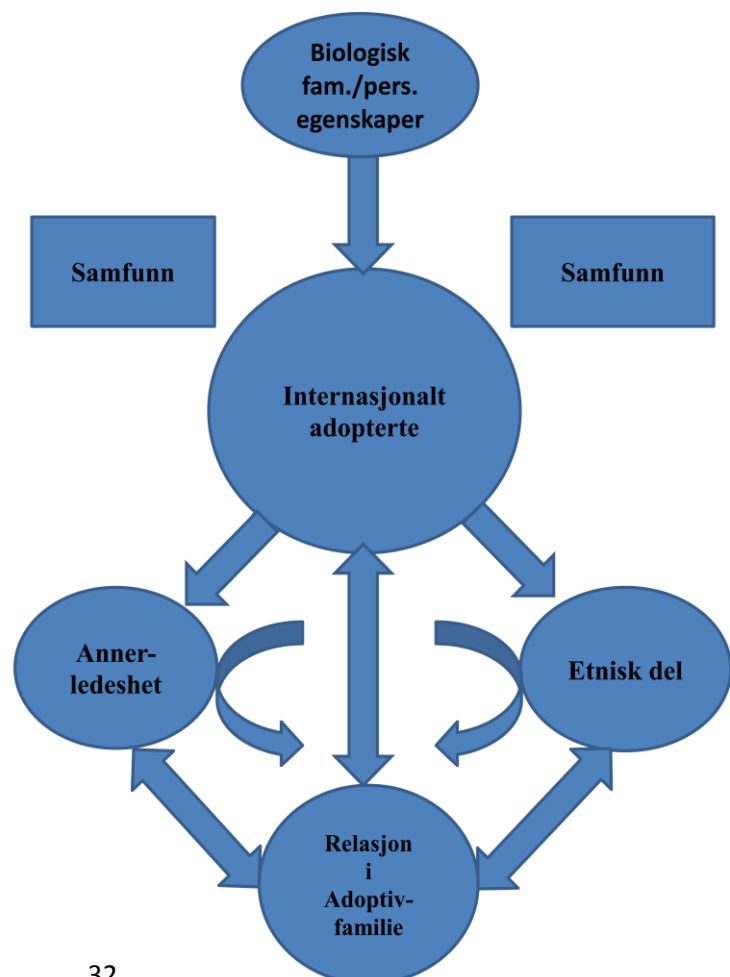 Biologisk
fam./pers.
egenskaper
Samfunn
Samfunn
Internasjonalt
adopterte
Anner-
ledeshet
Etnisk del
Relasjon
i
Adoptiv-
familie
32